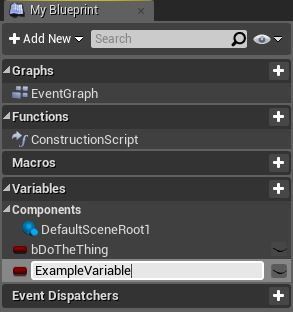 My Blueprint
Add New Search
Graphs
EventGraph
Functions
ConstructionScript
Macros
Variables
Components
DefaultSceneRoot1
bDoTheThing
ExampleVariable
Event Dispatchers